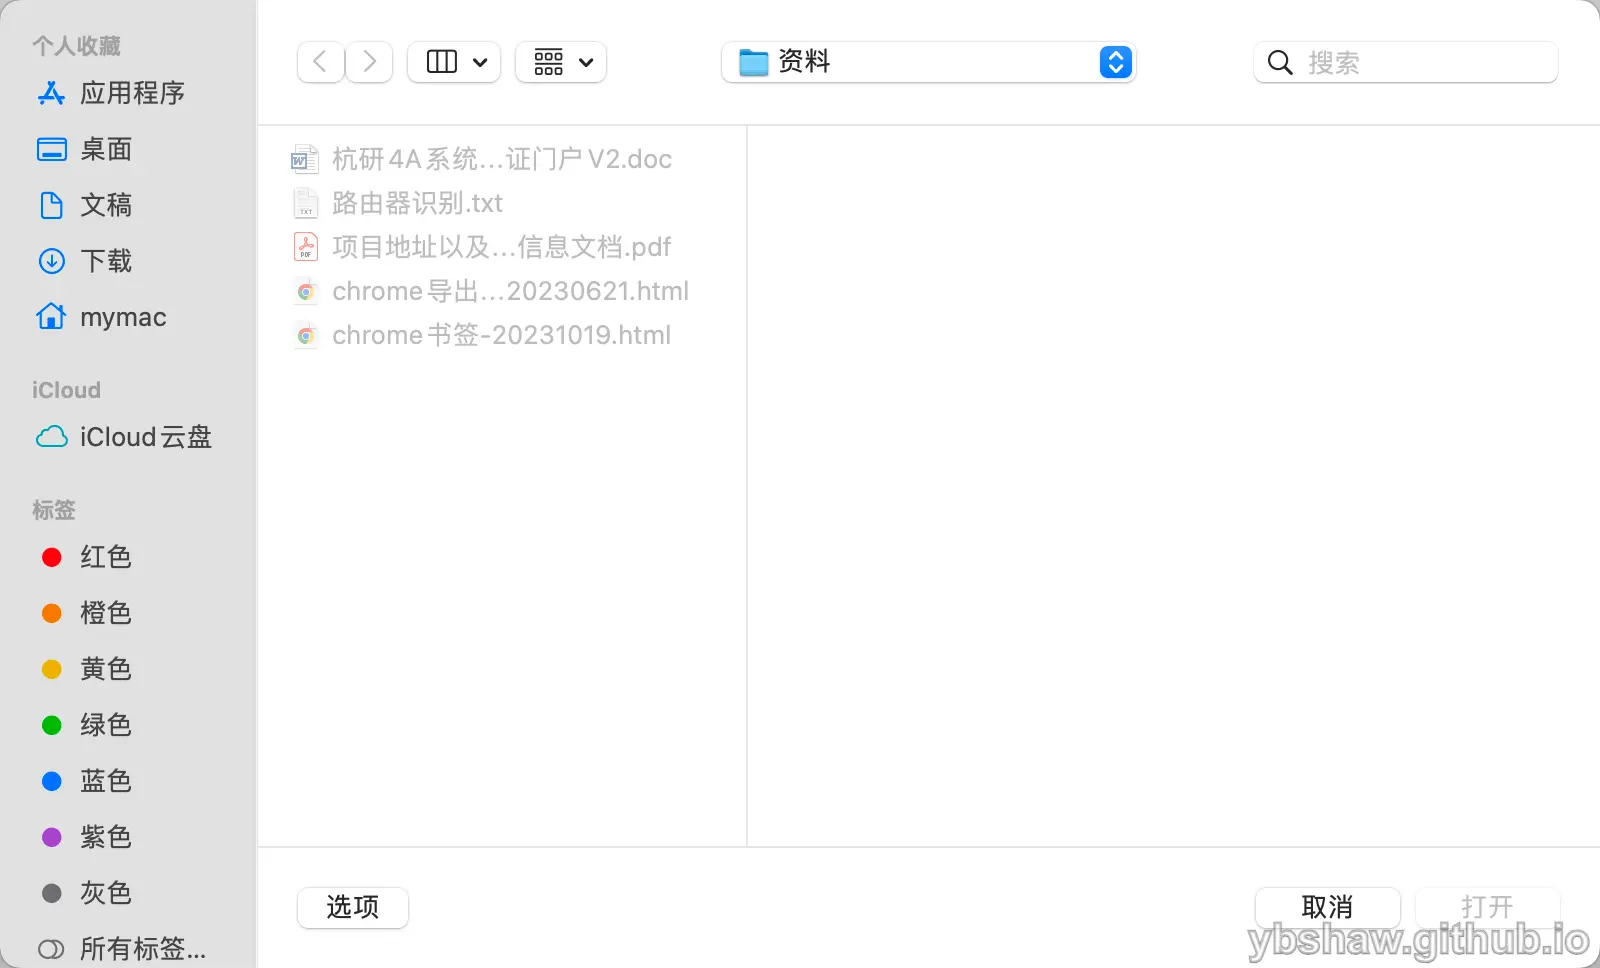 个人收藏
应用程序
桌面
文稿
下载
mymac
iCloud
iCloud云盘
标签
红色
橙色
黄色
绿色
蓝色
紫色
灰色
所有标签...
资料
搜索
杭研4A系统...证门户V2.doc
路由器识别.txt
项目地址以及...信息文档.pdf
chrome导出...20230621.html
chrome书签-20231019.html
选项
取消
打开
ybshaw.github.io